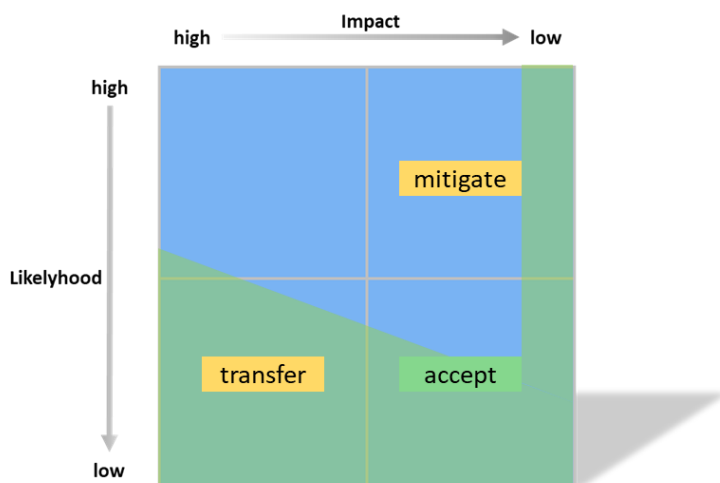 Impact
high
low
high
mitigate
Likelyhood
transfer
accept
low